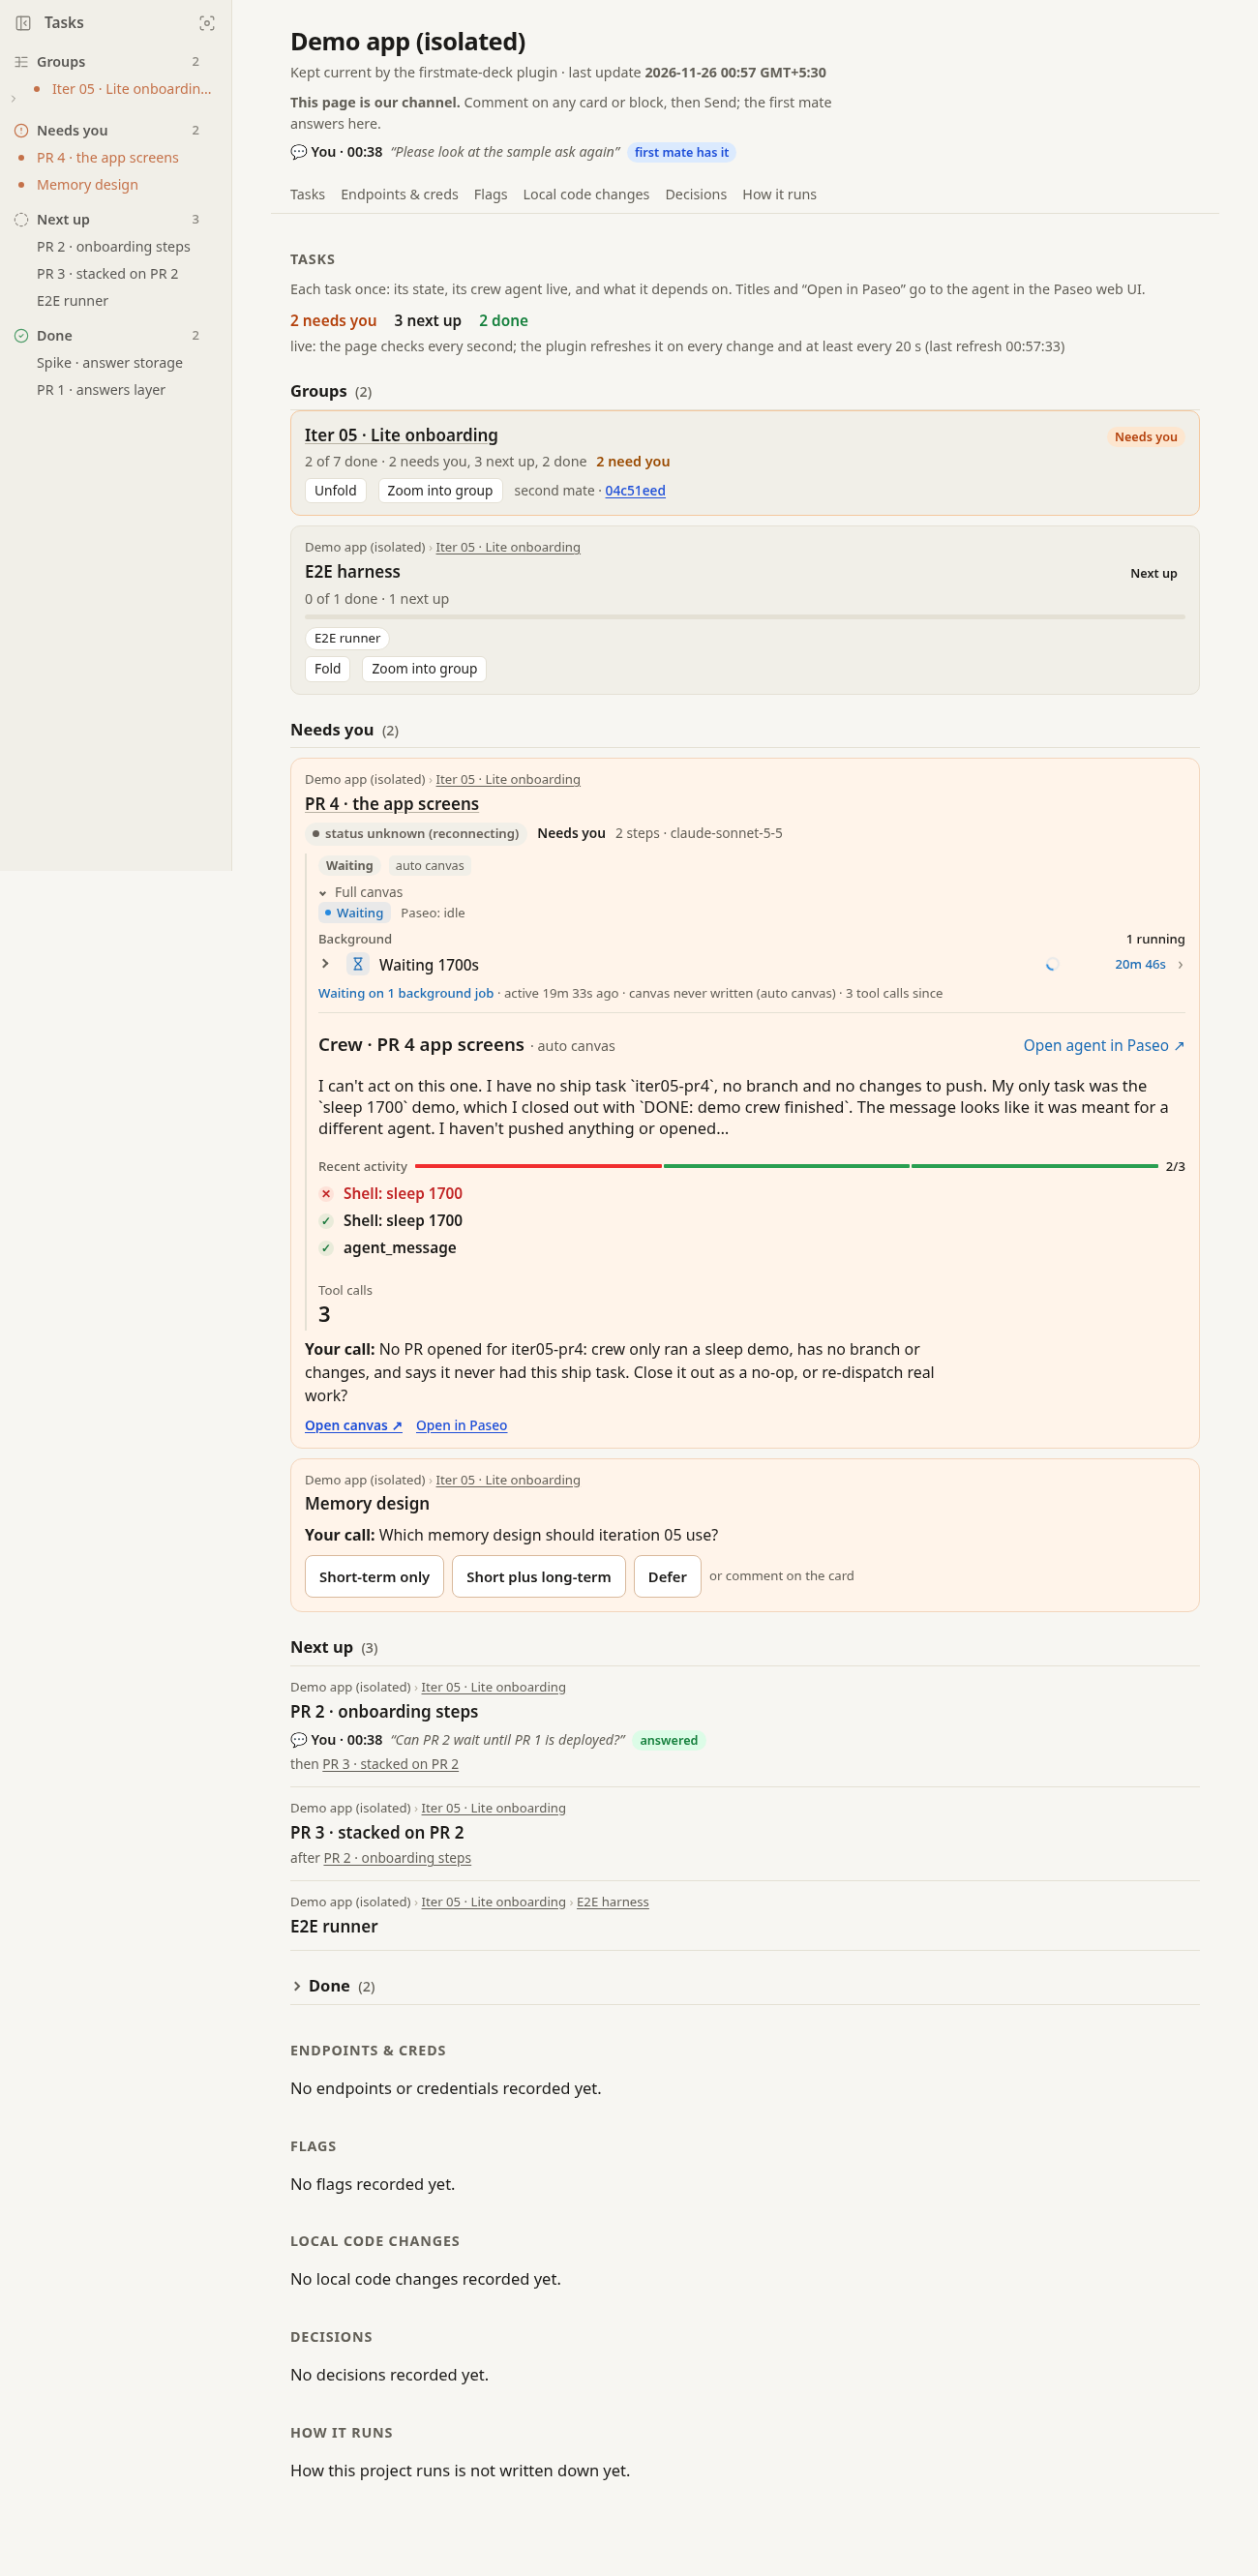 Tasks
Groups 2
Iter 05 · Lite onboardin...
Needs you 2
PR 4 · the app screens
Memory design
Next up 3
PR 2 · onboarding steps
PR 3 · stacked on PR 2
E2E runner
Done 2
Spike · answer storage
PR 1 · answers layer
Demo app (isolated)
Kept current by the firstmate-deck plugin · last update 2026-11-26 00:57 GMT+5:30
This page is our channel. Comment on any card or block, then Send; the first mate
answers here.
💬 You · 00:38 “Please look at the sample ask again” first mate has it
Tasks Endpoints & creds Flags Local code changes Decisions How it runs
TASKS
Each task once: its state, its crew agent live, and what it depends on. Titles and “Open in Paseo” go to the agent in the Paseo web UI.
2 needs you 3 next up 2 done
live: the page checks every second; the plugin refreshes it on every change and at least every 20 s (last refresh 00:57:33)
Groups (2)
Iter 05 · Lite onboarding Needs you
2 of 7 done · 2 needs you, 3 next up, 2 done 2 need you
Unfold Zoom into group second mate · 04c51eed
Demo app (isolated) › Iter 05 · Lite onboarding
E2E harness Next up
0 of 1 done · 1 next up
E2E runner
Fold Zoom into group
Needs you (2)
Demo app (isolated) › Iter 05 · Lite onboarding
PR 4 · the app screens
status unknown (reconnecting) Needs you 2 steps · claude-sonnet-5-5
Waiting auto canvas
Full canvas
Waiting Paseo: idle
Background 1 running
Waiting 1700s 20m 46s ›
Waiting on 1 background job · active 19m 33s ago · canvas never written (auto canvas) · 3 tool calls since
Crew · PR 4 app screens · auto canvas Open agent in Paseo ↗
I can't act on this one. I have no ship task `iter05-pr4`, no branch and no changes to push. My only task was the
`sleep 1700` demo, which I closed out with `DONE: demo crew finished`. The message looks like it was meant for a
different agent. I haven't pushed anything or opened...
Recent activity 2/3
Shell: sleep 1700
Shell: sleep 1700
agent_message
Tool calls
3
Your call: No PR opened for iter05-pr4: crew only ran a sleep demo, has no branch or
changes, and says it never had this ship task. Close it out as a no-op, or re-dispatch real
work?
Open canvas ↗ Open in Paseo
Demo app (isolated) › Iter 05 · Lite onboarding
Memory design
Your call: Which memory design should iteration 05 use?
Short-term only Short plus long-term Defer or comment on the card
Next up (3)
Demo app (isolated) › Iter 05 · Lite onboarding
PR 2 · onboarding steps
💬 You · 00:38 “Can PR 2 wait until PR 1 is deployed?” answered
then PR 3 · stacked on PR 2
Demo app (isolated) › Iter 05 · Lite onboarding
PR 3 · stacked on PR 2
after PR 2 · onboarding steps
Demo app (isolated) › Iter 05 · Lite onboarding › E2E harness
E2E runner
Done (2)
ENDPOINTS & CREDS
No endpoints or credentials recorded yet.
FLAGS
No flags recorded yet.
LOCAL CODE CHANGES
No local code changes recorded yet.
DECISIONS
No decisions recorded yet.
HOW IT RUNS
How this project runs is not written down yet.